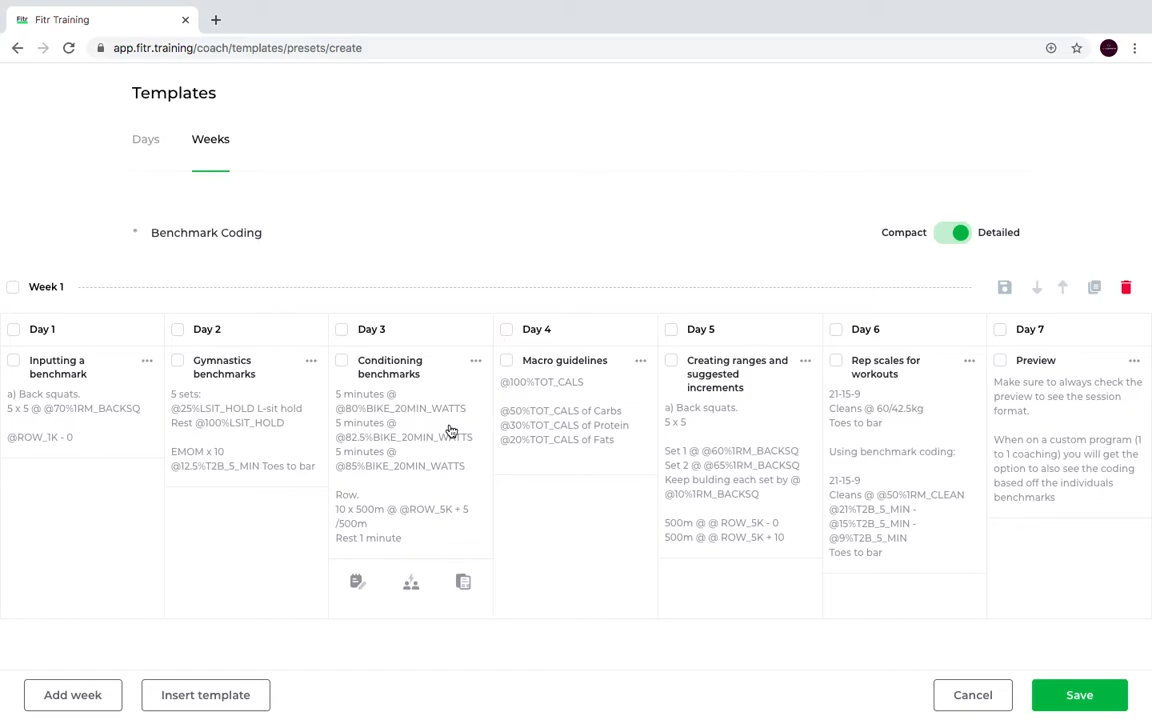 Fitr Fitr Training
app.fitr.training/coach/templates/presets/create
Templates
Days Weeks
* Benchmark Coding
Compact Detailed
Week 1
Day 1
Inputting a
benchmark
a) Back squats.
5 x 5 @ @70%1RM_BACKSQ
@ROW_1K - 0
Day 2
Gymnastics
benchmarks
5 sets:
@25%LSIT_HOLD L-sit hold
Rest @100%LSIT_HOLD
EMOM x 10
@12.5%T2B_5_MIN Toes to bar
Day 3
Conditioning
benchmarks
5 minutes @
@80%BIKE_20MIN_WATTS
5 minutes @
@82.5%BIKE_20MIN_WATTS
5 minutes @
@85%BIKE_20MIN_WATTS
Row.
10 x 500m @ @ROW_5K + 5
/500m
Rest 1 minute
Day 4
Macro guidelines
@100%TOT_CALS
@50%TOT_CALS of Carbs
@30%TOT_CALS of Protein
@20%TOT_CALS of Fats
Day 5
Creating ranges and
suggested
increments
a) Back squats.
5 x 5
Set 1 @ @60%1RM_BACKSQ
Set 2 @ @65%1RM_BACKSQ
Keep bulding each set by @
@10%1RM_BACKSQ
500m @ @ ROW_5K - 0
500m @ @ ROW_5K + 10
Day 6
Rep scales for
workouts
21-15-9
Cleans @ 60/42.5kg
Toes to bar
Using benchmark coding:
21-15-9
Cleans @ @50%1RM_CLEAN
@21%T2B_5_MIN -
@15%T2B_5_MIN -
@9%T2B_5_MIN
Toes to bar
Day 7
Preview
Make sure to always check the
preview to see the session
format.
When on a custom program (1
to 1 coaching) you will get the
option to also see the coding
based off the individuals
benchmarks
Add week Insert template Cancel Save